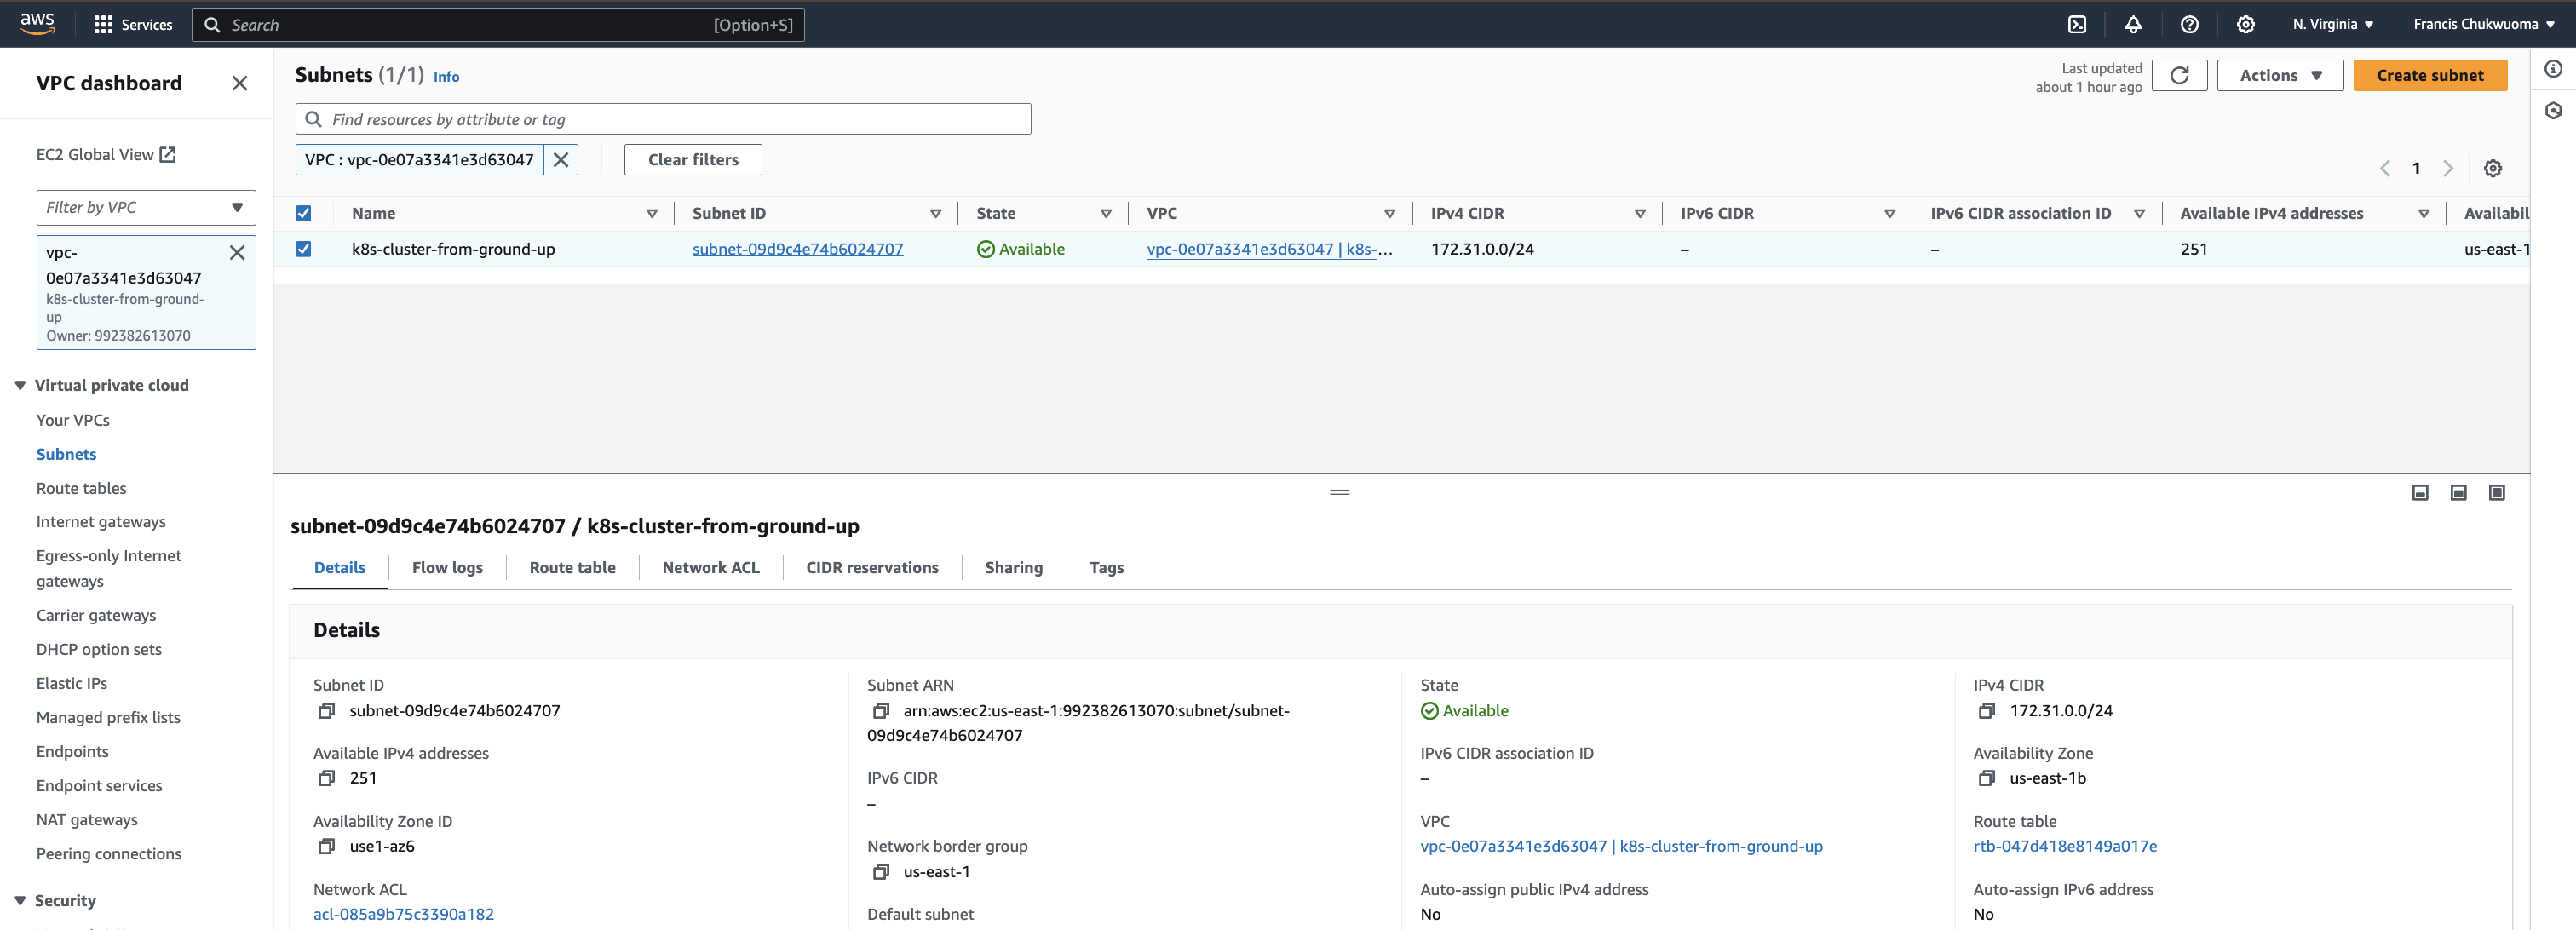 aws
Services
Search
[Option+S]
N. Virginia
Francis Chukwuoma
VPC dashboard
EC2 Global View
Filter by VPC
vpc-
0e07a3341e3d63047
k8s-cluster-from-ground-
up
Owner: 992382613070
Virtual private cloud
Your VPCs
Subnets
Route tables
Internet gateways
Egress-only Internet
gateways
Carrier gateways
DHCP option sets
Elastic IPs
Managed prefix lists
Endpoints
Endpoint services
NAT gateways
Peering connections
Security
Subnets (1/1) Info
Last updated
about 1 hour ago
Actions
Create subnet
Find resources by attribute or tag
VPC : vpc-0e07a3341e3d63047
Clear filters
1
Name
Subnet ID
State
VPC
IPv4 CIDR
IPv6 CIDR
IPv6 CIDR association ID
Available IPv4 addresses
Availabil
k8s-cluster-from-ground-up
subnet-09d9c4e74b6024707
Available
vpc-0e07a3341e3d63047 | k8s-...
172.31.0.0/24
–
–
251
us-east-1
subnet-09d9c4e74b6024707 / k8s-cluster-from-ground-up
Details
Flow logs
Route table
Network ACL
CIDR reservations
Sharing
Tags
Details
Subnet ID
subnet-09d9c4e74b6024707
Available IPv4 addresses
251
Availability Zone ID
use1-az6
Network ACL
acl-085a9b75c3390a182
Subnet ARN
arn:aws:ec2:us-east-1:992382613070:subnet/subnet-
09d9c4e74b6024707
IPv6 CIDR
–
Network border group
us-east-1
Default subnet
State
Available
IPv6 CIDR association ID
–
VPC
vpc-0e07a3341e3d63047 | k8s-cluster-from-ground-up
Auto-assign public IPv4 address
No
IPv4 CIDR
172.31.0.0/24
Availability Zone
us-east-1b
Route table
rtb-047d418e8149a017e
Auto-assign IPv6 address
No